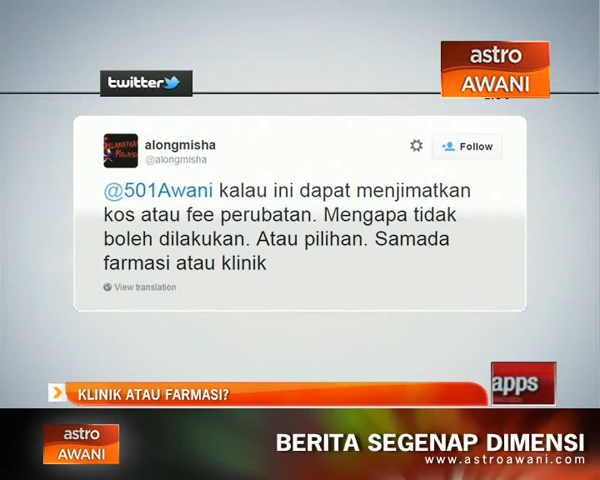 twitter
astro
AWANI
SELAMATKAN
MALAYSIA
alongmisha
@alongmisha
Follow
@501Awani kalau ini dapat menjimatkan
kos atau fee perubatan. Mengapa tidak
boleh dilakukan. Atau pilihan. Samada
farmasi atau klinik
View translation
KLINIK ATAU FARMASI?
apps
astro
AWANI
BERITA SEGENAP DIMENSI
www.astroawani.com